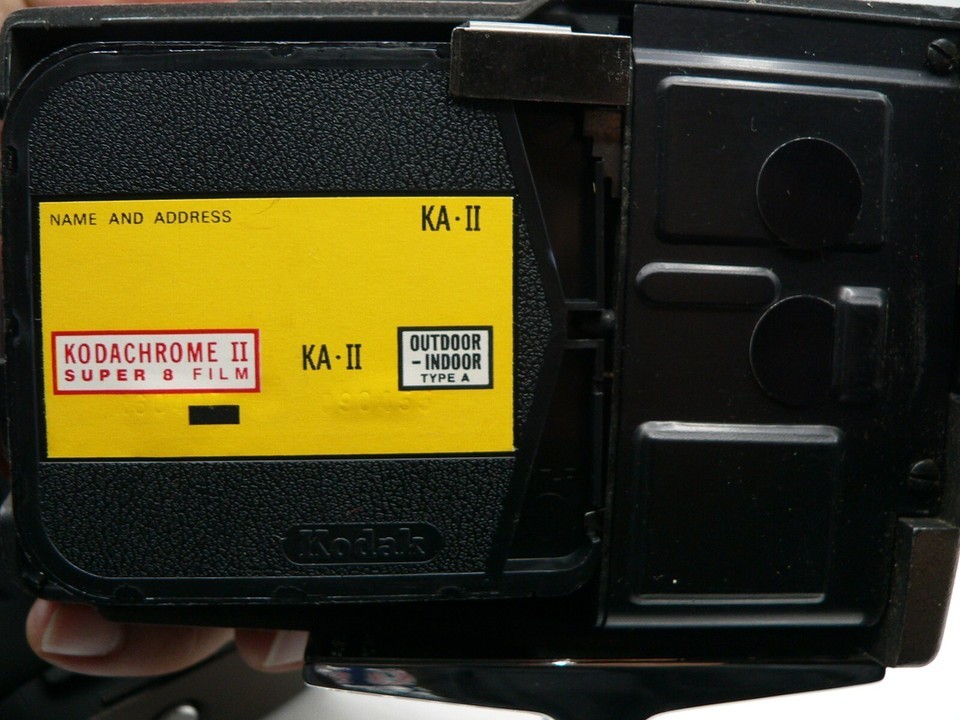 NAME AND ADDRESS
KA·II
KODACHROME II
SUPER 8 FILM
KA·II
OUTDOOR
-INDOOR
TYPE A
Kodak